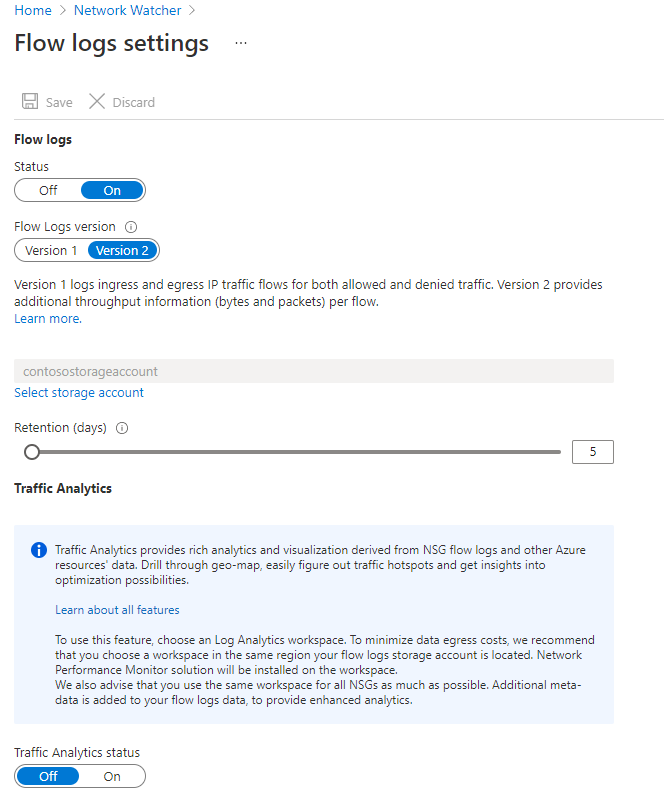 Home > Network Watcher >
Flow logs settings ...
Save Discard
Flow logs
Status
Off On
Flow Logs version
Version 1 Version 2
Version 1 logs ingress and egress IP traffic flows for both allowed and denied traffic. Version 2 provides
additional throughput information (bytes and packets) per flow.
Learn more.
contosostorageaccount
Select storage account
Retention (days)
5
Traffic Analytics
Traffic Analytics provides rich analytics and visualization derived from NSG flow logs and other Azure
resources' data. Drill through geo-map, easily figure out traffic hotspots and get insights into
optimization possibilities.
Learn about all features
To use this feature, choose an Log Analytics workspace. To minimize data egress costs, we recommend
that you choose a workspace in the same region your flow logs storage account is located. Network
Performance Monitor solution will be installed on the workspace.
We also advise that you use the same workspace for all NSGs as much as possible. Additional meta-
data is added to your flow logs data, to provide enhanced analytics.
Traffic Analytics status
Off On